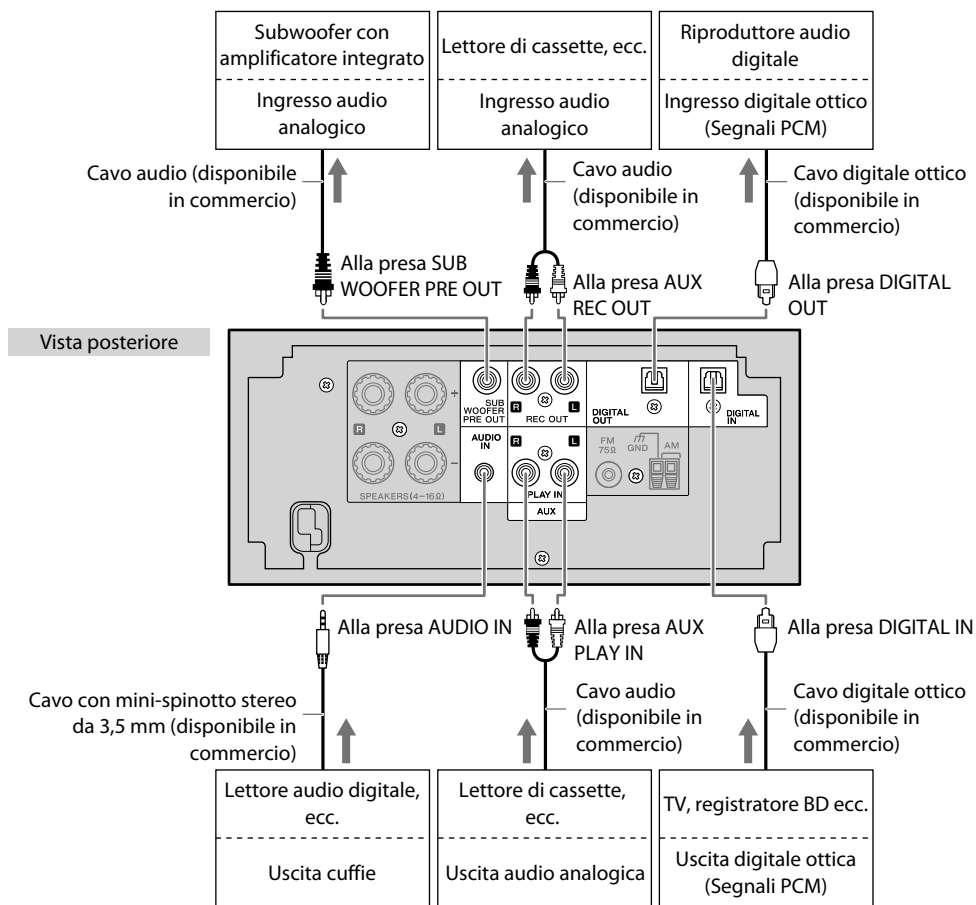 Subwoofer con
amplificatore integrato
Ingresso audio
analogico
Lettore di cassette, ecc.
Ingresso audio
analogico
Riproduttore audio
digitale
Ingresso digitale ottico
(Segnali PCM)
Cavo audio (disponibile
in commercio)
Cavo audio
(disponibile in
commercio)
Cavo digitale ottico
(disponibile in
commercio)
Alla presa SUB
WOOFER PRE OUT
Alla presa AUX
REC OUT
Alla presa DIGITAL
OUT
Vista posteriore
+
R
L
–
SPEAKERS(4–16Ω)
SUB
WOOFER
PRE OUT
R
L
REC OUT
DIGITAL
OUT
DIGITAL
IN
AUDIO
IN
R
L
PLAY IN
AUX
FM
75Ω
GND
AM
Alla presa AUDIO IN
Alla presa AUX
PLAY IN
Alla presa DIGITAL IN
Cavo con mini-spinotto stereo
da 3,5 mm (disponibile in
commercio)
Cavo audio
(disponibile in
commercio)
Cavo digitale ottico
(disponibile in
commercio)
Lettore audio digitale,
ecc.
Uscita cuffie
Lettore di cassette,
ecc.
Uscita audio analogica
TV, registratore BD ecc.
Uscita digitale ottica
(Segnali PCM)